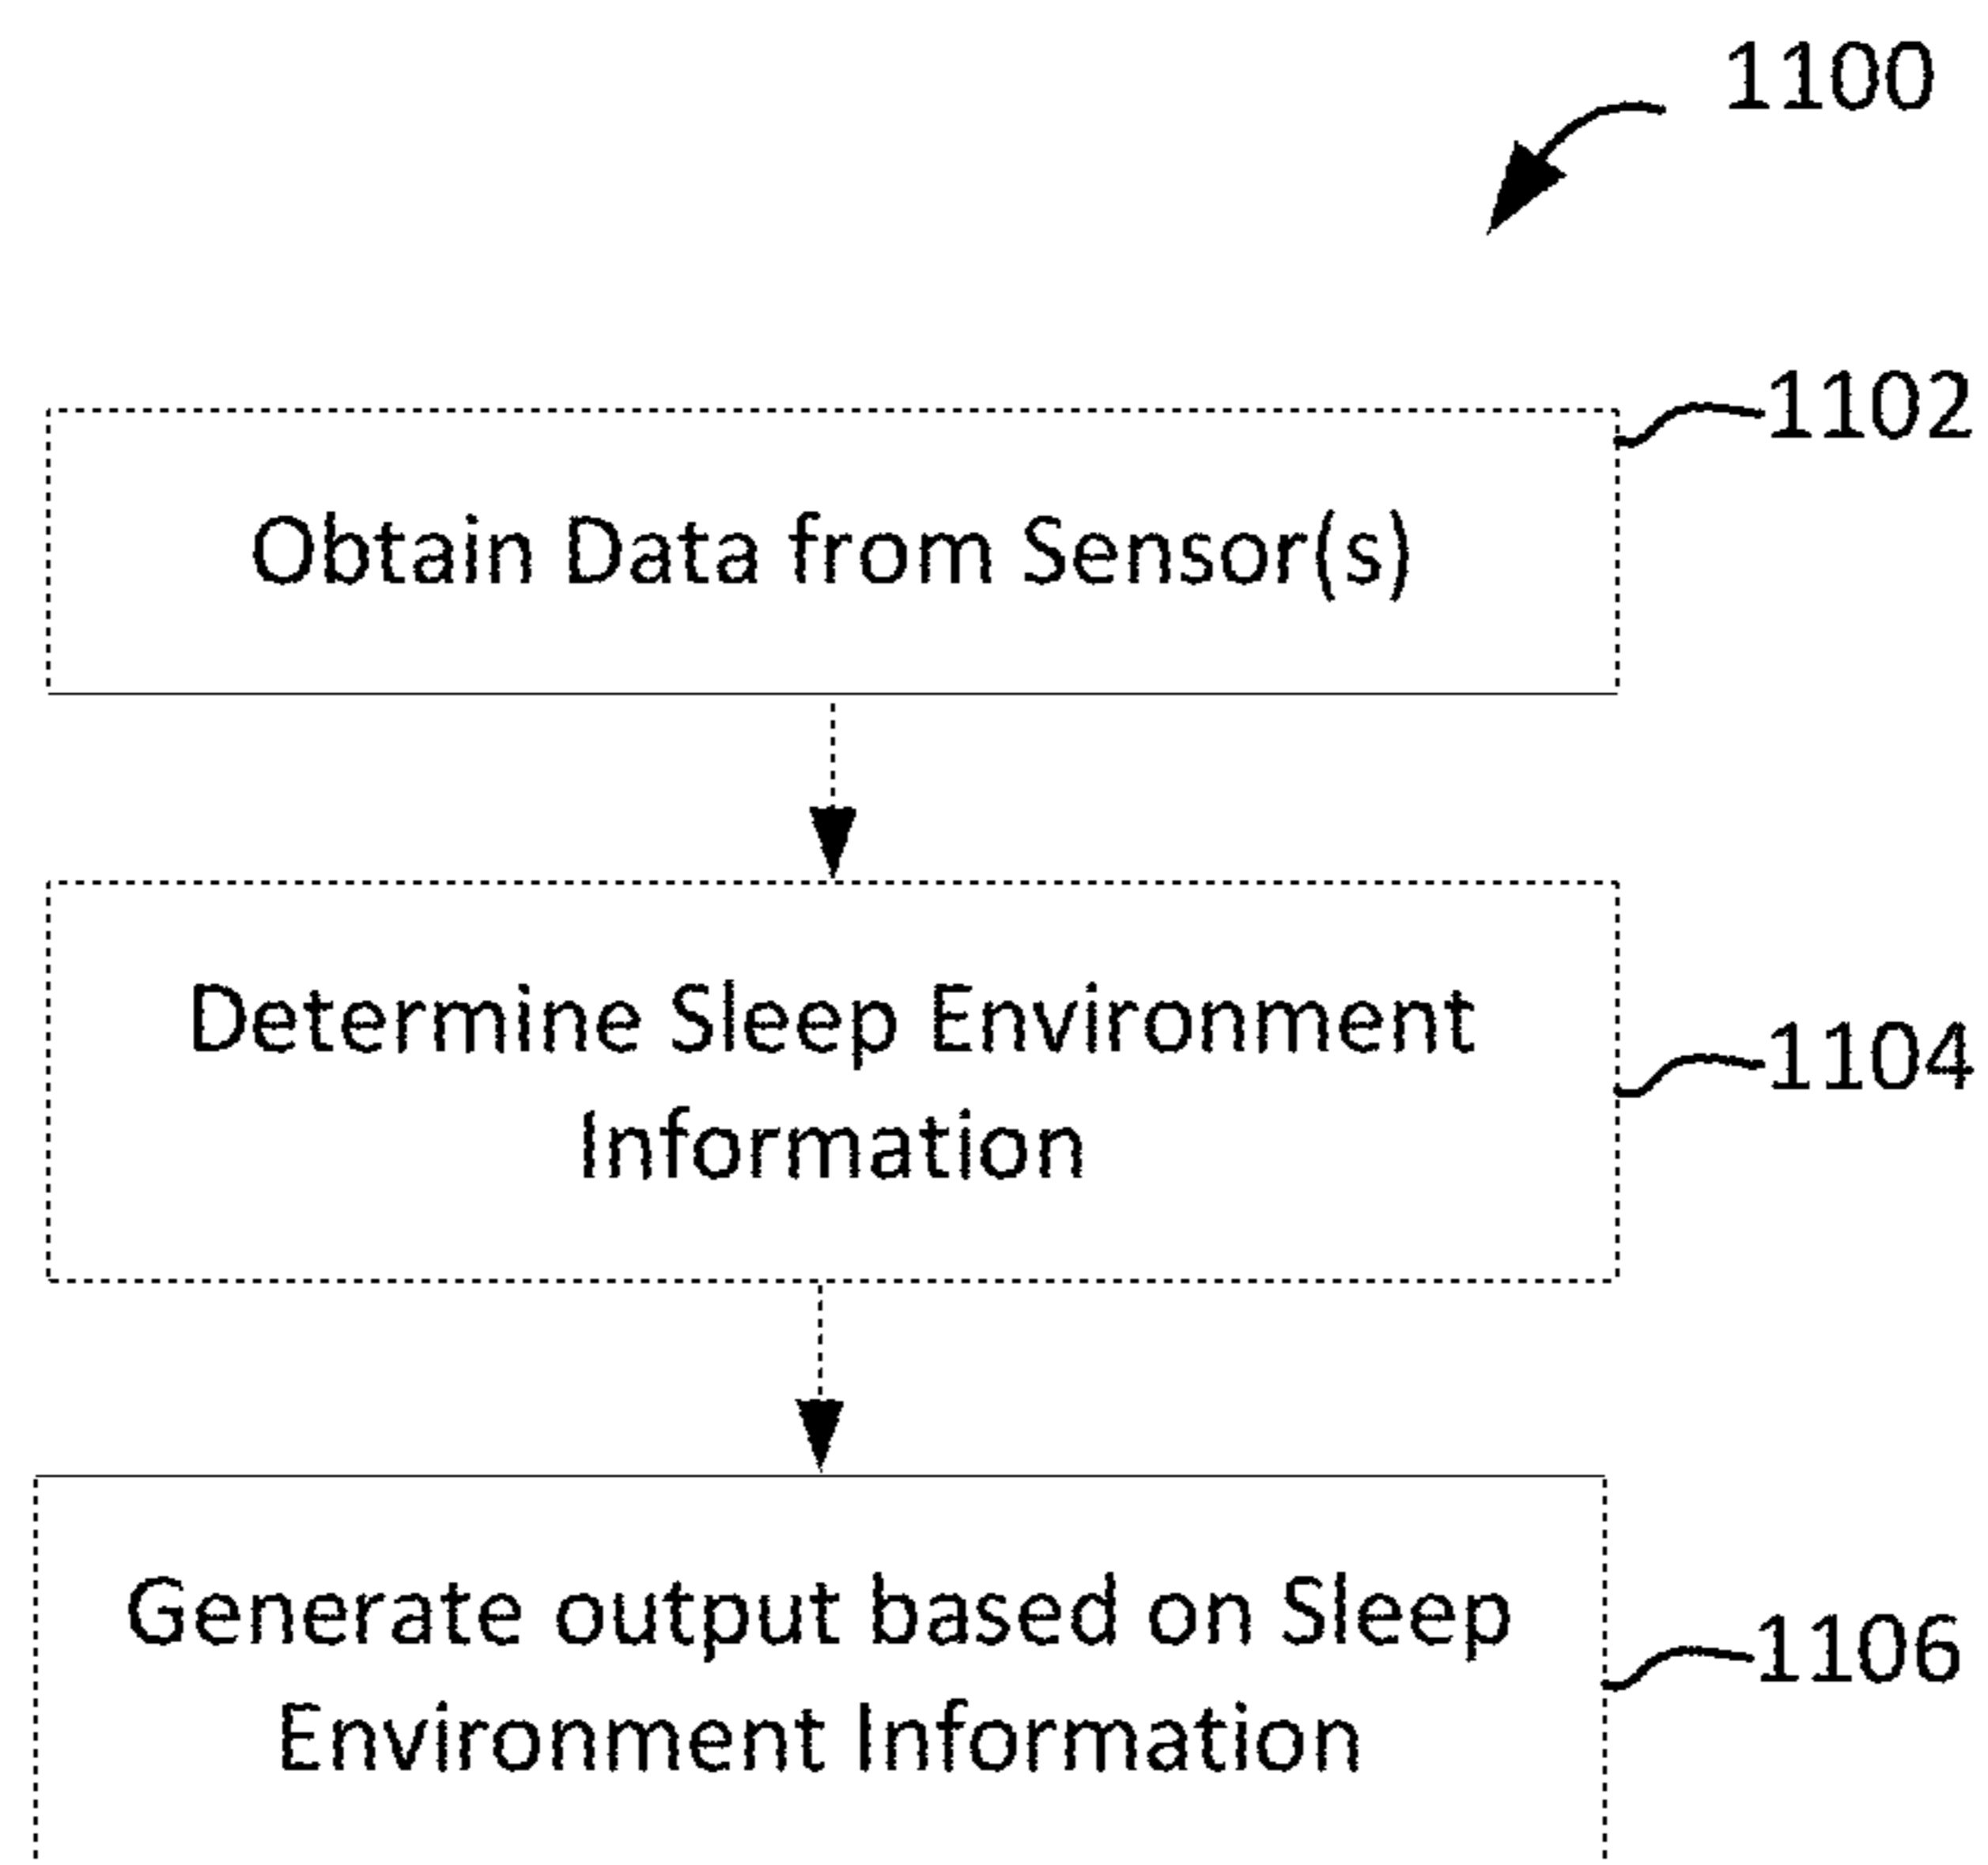 1100
1102
Obtain Data from Sensor(s)
Determine Sleep Environment
Information
1104
Generate output based on Sleep
Environment Information
1106